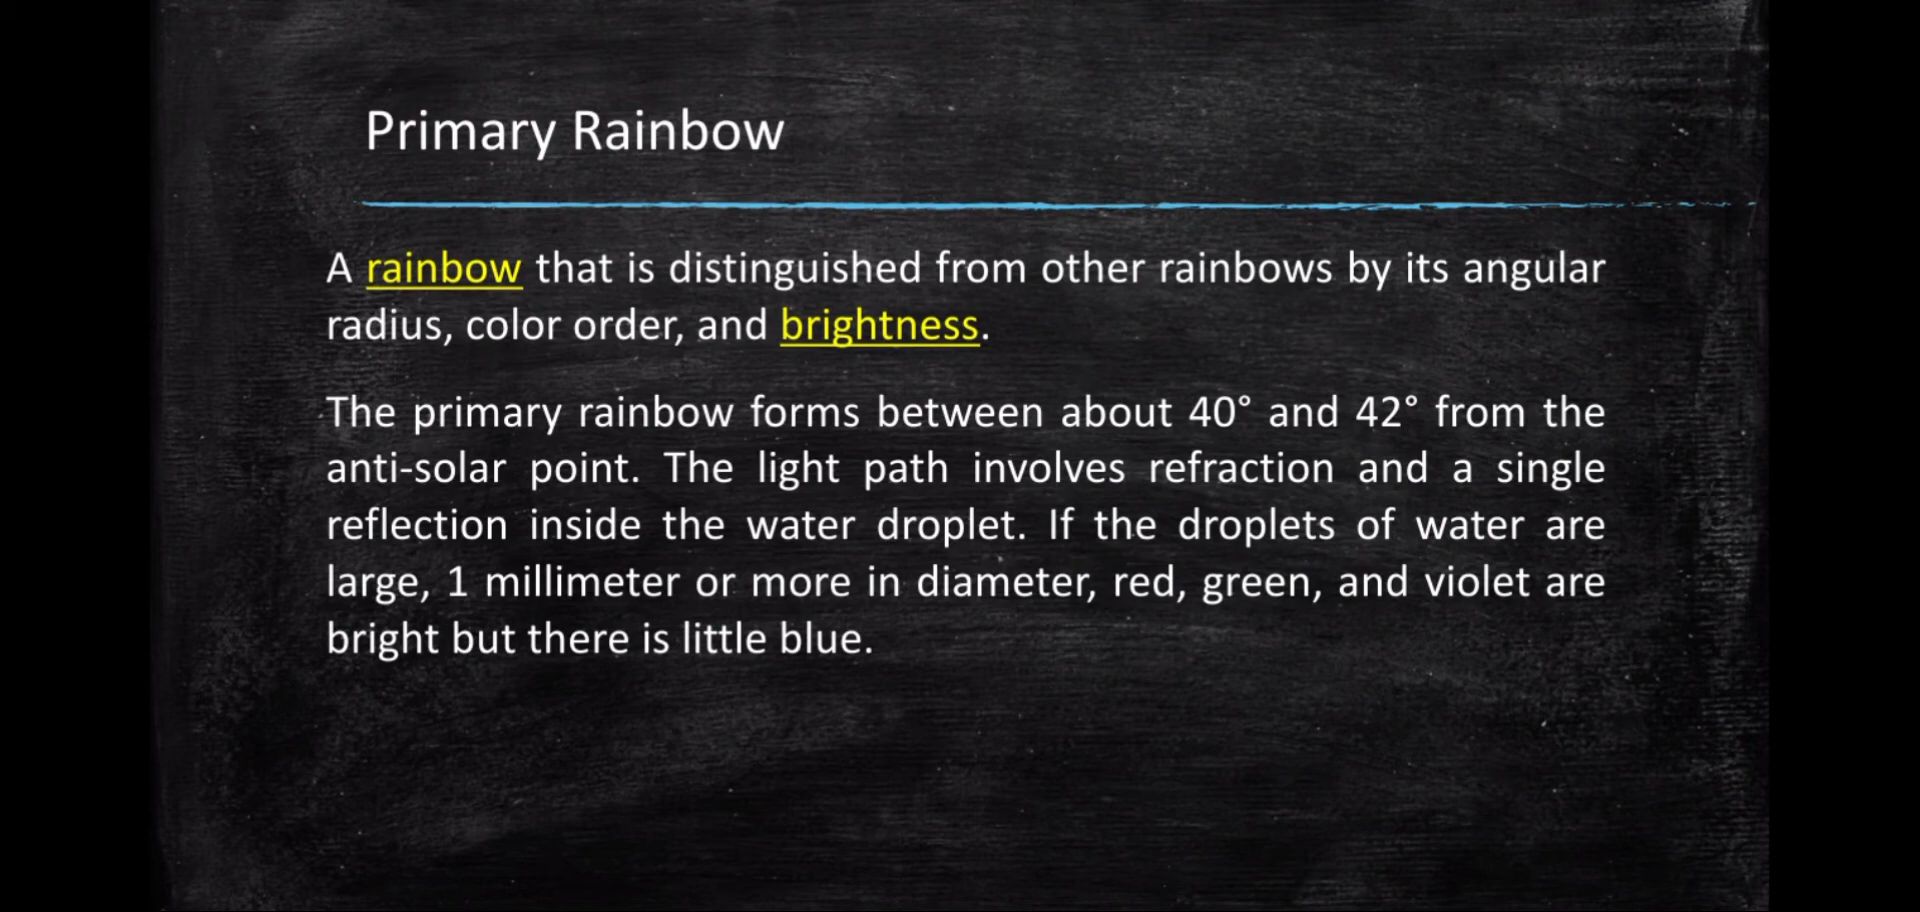 Primary Rainbow
A rainbow that is distinguished from other rainbows by its angular
radius, color order, and brightness.
The primary rainbow forms between about 40° and 42° from the
anti-solar point. The light path involves refraction and a single
reflection inside the water droplet. If the droplets of water are
large, 1 millimeter or more in diameter, red, green, and violet are
bright but there is little blue.